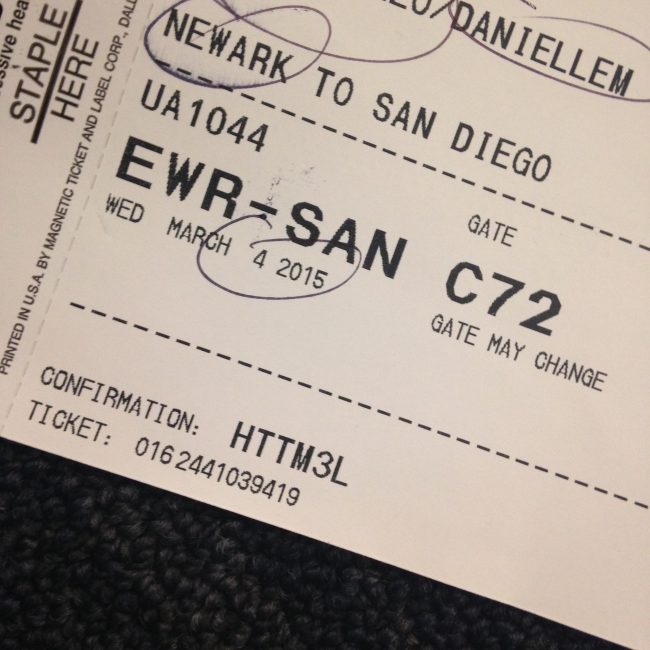 DANIELLEM
NEWARK TO SAN DIEGO
UA1044
EWR-SAN
WED MARCH 4 2015
GATE
C72
GATE MAY CHANGE
CONFIRMATION: HTTM3L
TICKET: 0162441039419
STAPLE
HERE
PRINTED IN U.S.A. BY MAGNETIC TICKET AND LABEL CORP., DALL